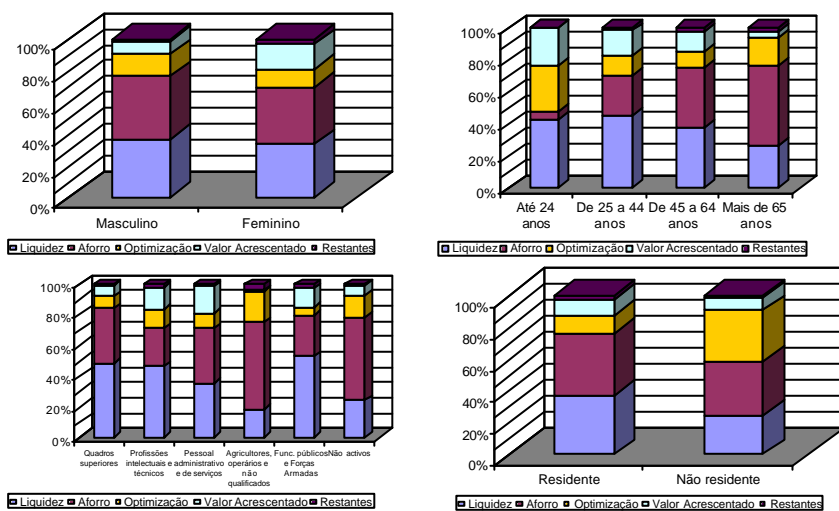 100%
80%
60%
40%
20%
0%
Masculino Feminino
Liquidez Aforro Optimização Valor Acrescentado Restantes
100%
80%
60%
40%
20%
0%
Até 24 anos
De 25 a 44 anos
De 45 a 64 anos
Mais de 65 anos
Liquidez Aforro Optimização Valor Acrescentado Restantes
100%
80%
60%
40%
20%
0%
Quadros superiores
Profissões intelectuais e técnicos
Pessoal administrativo e de serviços
Agricultores, operários e não qualificados
Func. públicos e Forças Armadas
Não activos
Liquidez Aforro Optimização Valor Acrescentado Restantes
100%
80%
60%
40%
20%
0%
Residente Não residente
Liquidez Aforro Optimização Valor Acrescentado Restantes